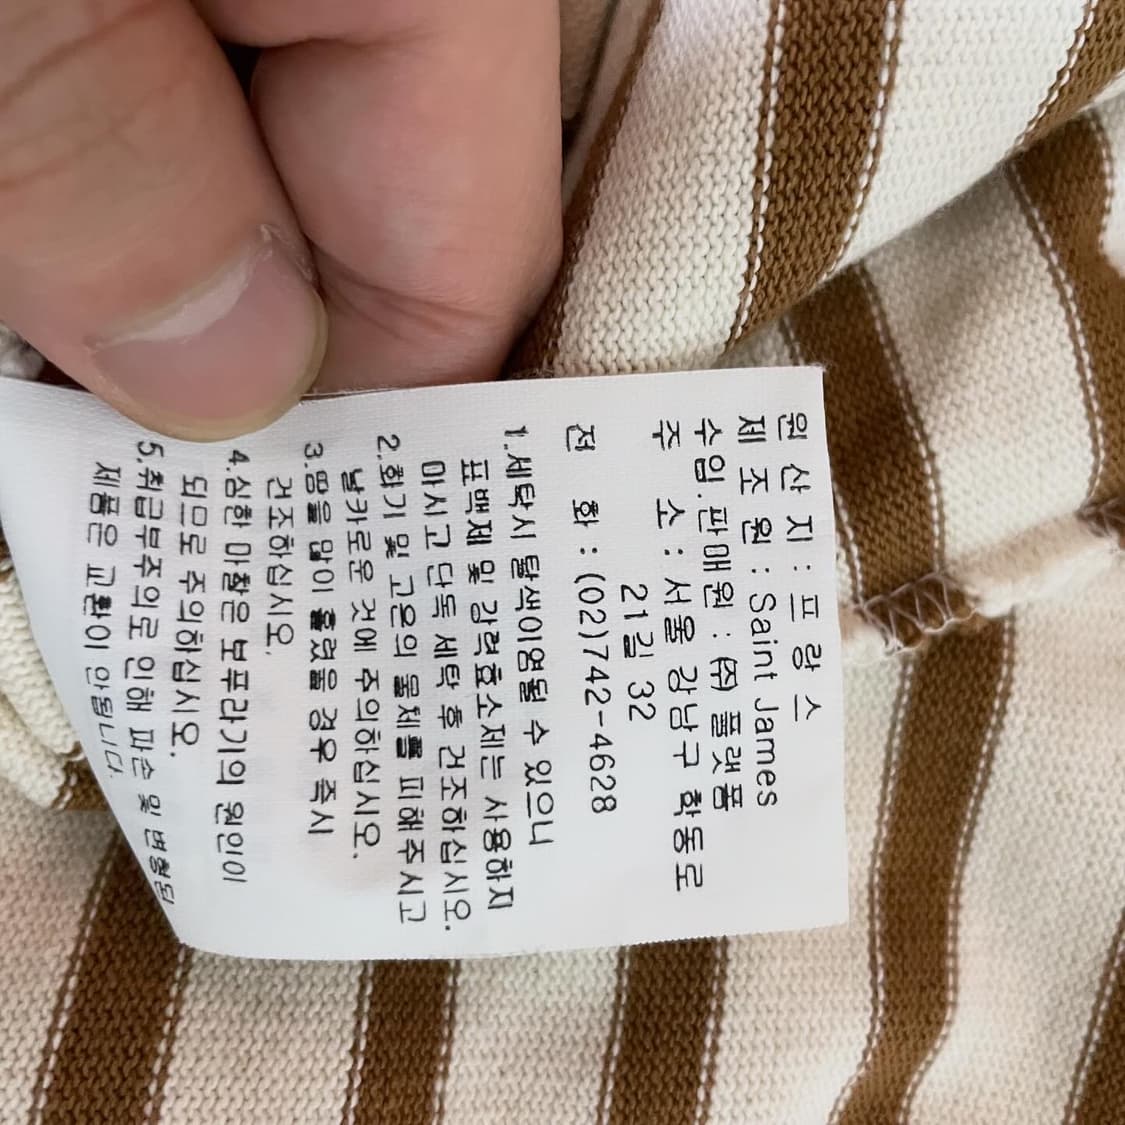 원 산 지 : 프 랑 스
제 조 원 : Saint James
수입.판매원 : ㈜ 플랫폼
주 소 : 서울 강남구 학동로
21길 32
전 화 : (02)742-4628
1.세탁시 탈색이염될 수 있으니
표백제 및 강력효소제는 사용하지
마시고 단독 세탁 후 건조하십시오.
2.화기 및 고온의 물체를 피해주시고
날카로운 것에 주의하십시오.
3.땀을 많이 흘렸을 경우 즉시
건조하십시오.
4.심한 마찰은 보푸라기의 원인이
되므로 주의하십시오.
5.취급부주의로 인해 파손 및 변형된
제품은 교환이 안됩니다.